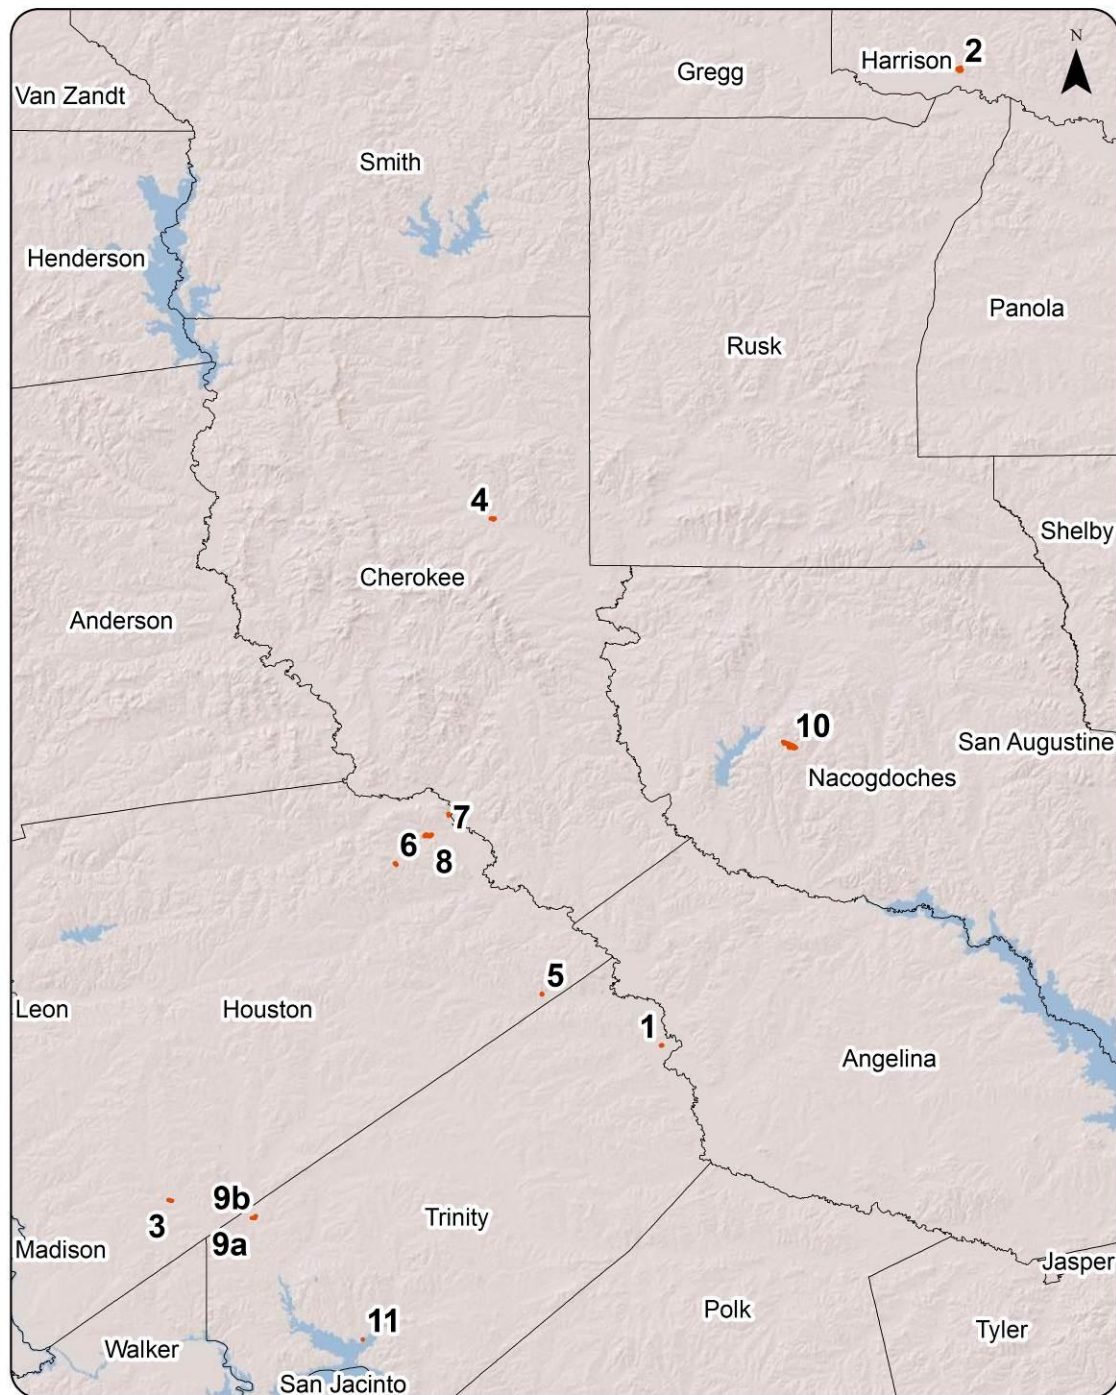 N
Harrison
2
Gregg
Van Zandt
Smith
Henderson
Panola
Rusk
4
Shelby
Cherokee
Anderson
10
San Augustine
Nacogdoches
7
6
8
5
Leon
Houston
1
Angelina
9b
3
Trinity
9a
Madison
Jasper
Polk
11
Tyler
Walker
San Jacinto